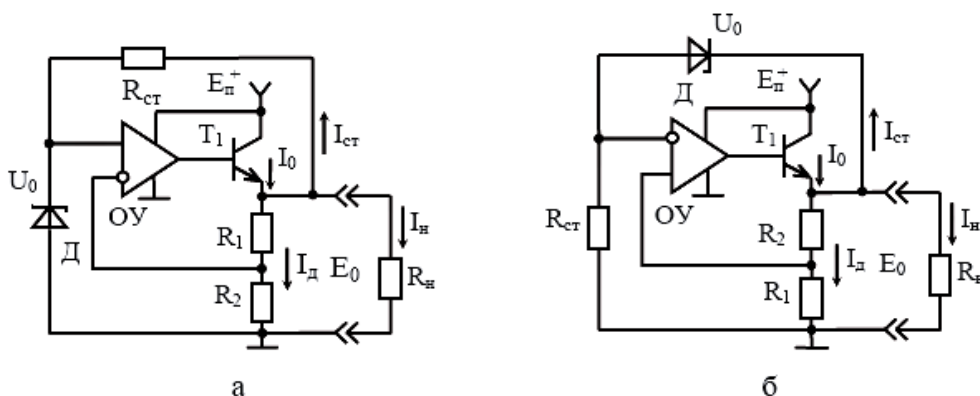 Rст
Eп+
T1
Iст
I0
U0
ОУ
Д
R1
Iд
E0
Iн
R2
Rн
а
U0
Д
Eп+
T1
Iст
I0
Rст
ОУ
R2
Iд
E0
Iн
R1
Rн
б